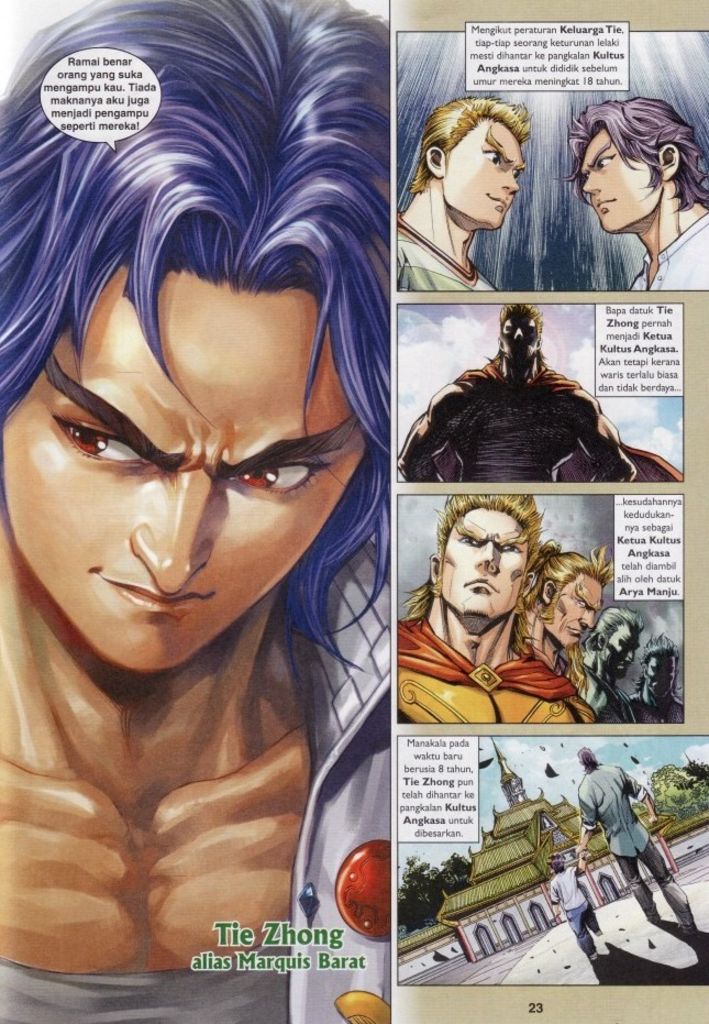 Ramai benar
orang yang suka
mengampu kau. Tiada
maknanya aku juga
menjadi pengampu
seperti mereka!
Tie Zhong
alias Marquis Barat
Mengikut peraturan Keluarga Tie,
tiap-tiap seorang keturunan lelaki
mesti dihantar ke pangkalan Kultus
Angkasa untuk dididik sebelum
umur mereka meningkat 18 tahun.
Bapa datuk Tie
Zhong pernah
menjadi Ketua
Kultus Angkasa.
Akan tetapi kerana
waris terlalu biasa
dan tidak berdaya...
...kesudahannya
kedudukan-
nya sebagai
Ketua Kultus
Angkasa
telah diambil
alih oleh datuk
Arya Manju.
Manakala pada
waktu baru
berusia 8 tahun,
Tie Zhong pun
telah dihantar ke
pangkalan Kultus
Angkasa untuk
dibesarkan.
23